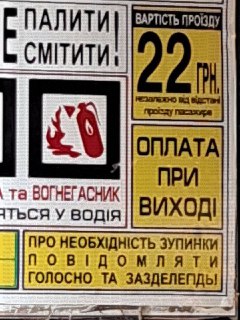 Е ПАЛИТИ
СМІТИТИ!
ВАРТІСТЬ ПРОЇЗДУ
22 ГРН.
незалежно від відстані
проїзду пасажира
ОПЛАТА
ПРИ
ВИХОДІ
А та ВОГНЕГАСНИК
ЯТЬСЯ У ВОДІЯ
ПРО НЕОБХІДНІСТЬ ЗУПИНКИ
ПОВІДОМЛЯТИ
ГОЛОСНО ТА ЗАЗДЕЛЕГІДЬ!